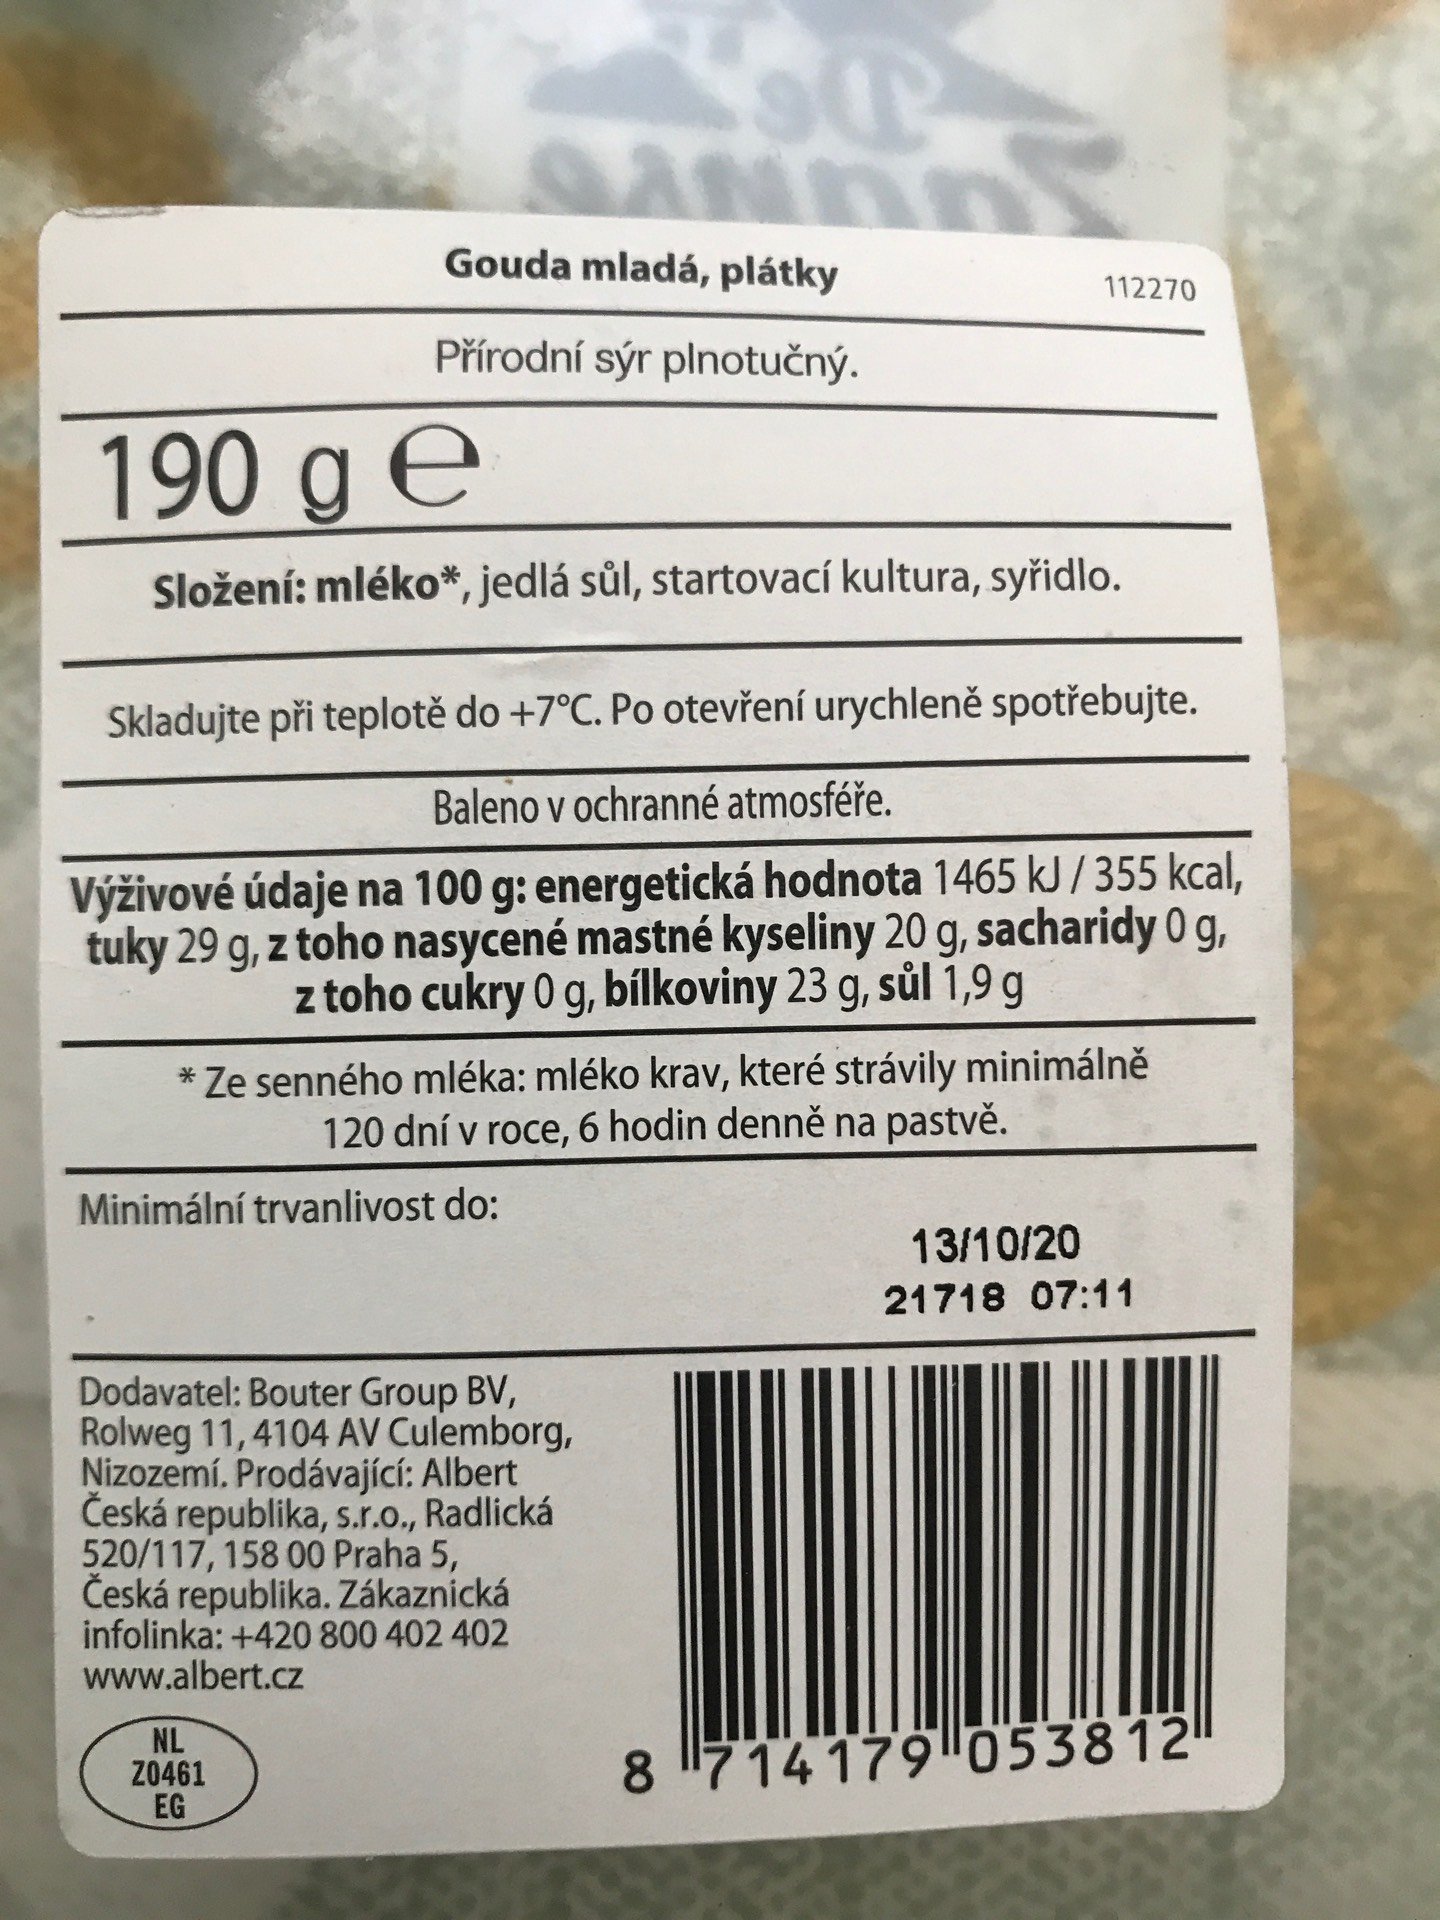 De
Zaanse
Gouda mladá, plátky
112270
Přírodní sýr plnotučný.
190 g ℮
Složení: mléko*, jedlá sůl, startovací kultura, syřidlo.
Skladujte při teplotě do +7°C. Po otevření urychleně spotřebujte.
Baleno v ochranné atmosféře.
Výživové údaje na 100 g: energetická hodnota 1465 kJ / 355 kcal,
tuky 29 g, z toho nasycené mastné kyseliny 20 g, sacharidy 0 g,
z toho cukry 0 g, bílkoviny 23 g, sůl 1,9 g
* Ze senného mléka: mléko krav, které strávily minimálně
120 dní v roce, 6 hodin denně na pastvě.
Minimální trvanlivost do:
13/10/20
21718 07:11
Dodavatel: Bouter Group BV,
Rolweg 11, 4104 AV Culemborg,
Nizozemí. Prodávající: Albert
Česká republika, s.r.o., Radlická
520/117, 158 00 Praha 5,
Česká republika. Zákaznická
infolinka: +420 800 402 402
www.albert.cz
NL
Z0461
EG
8 714179 053812